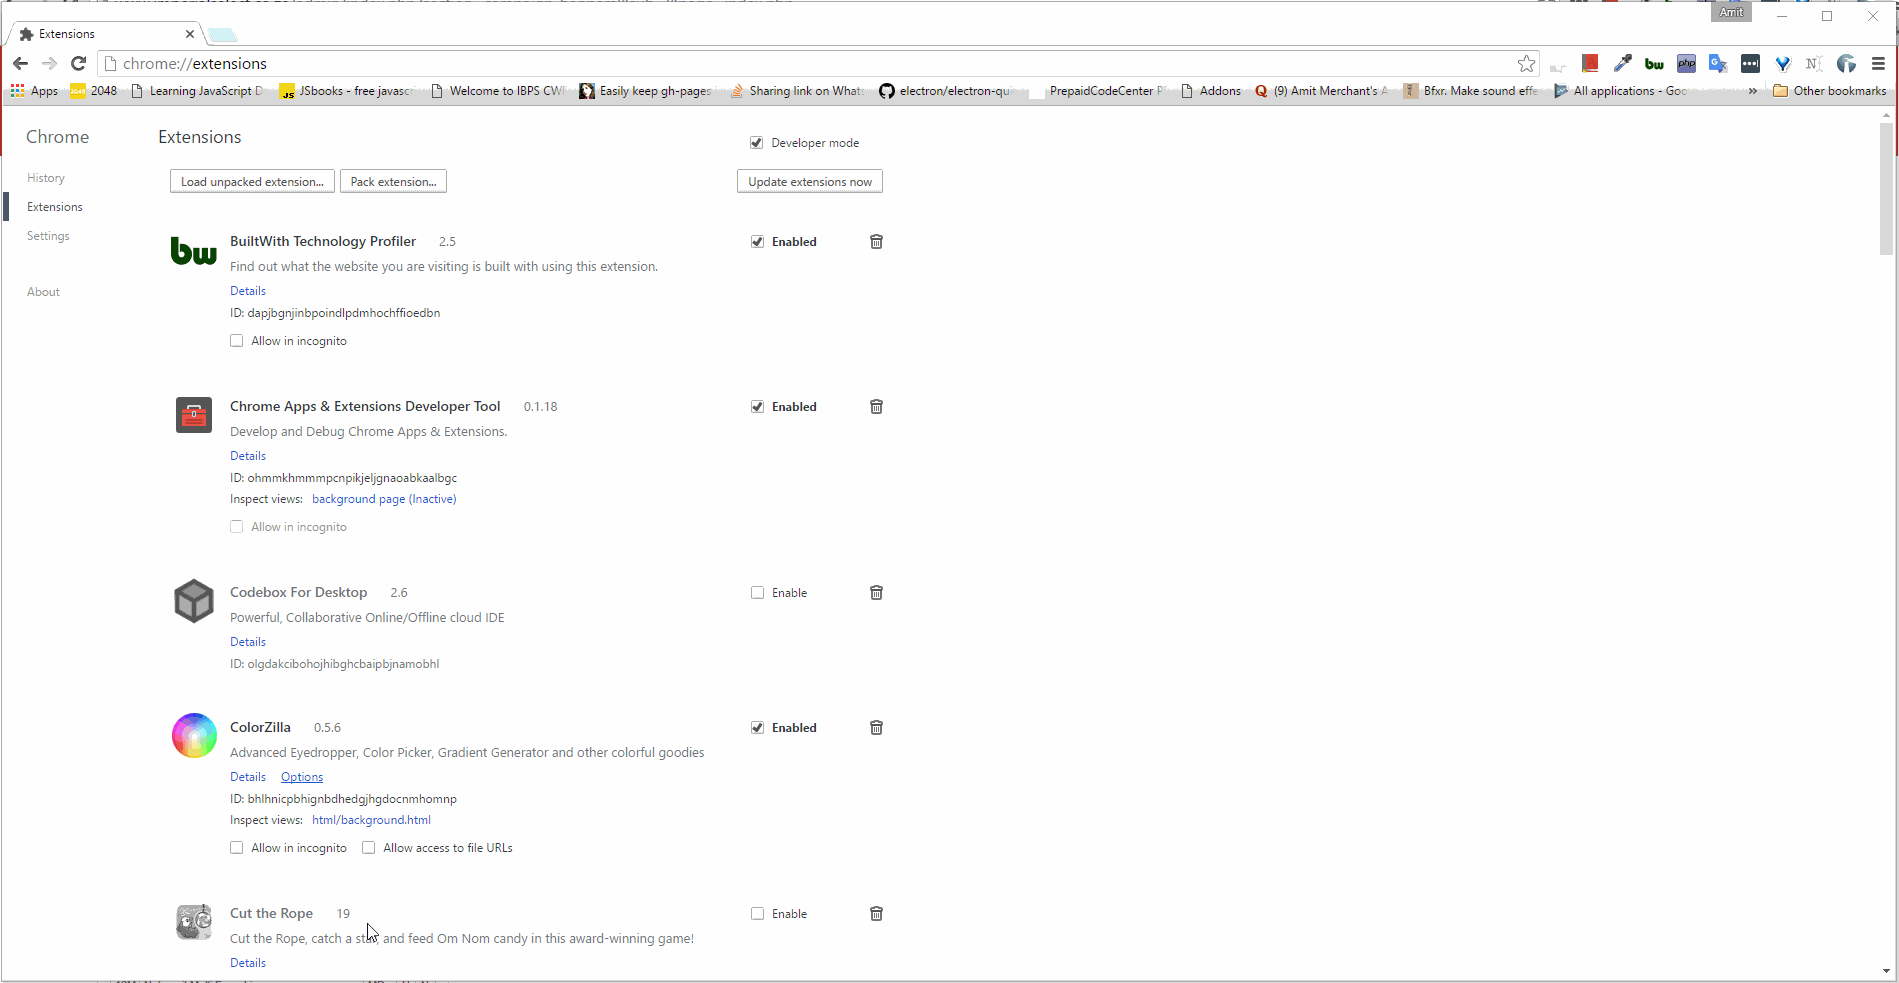 Amit
Extensions
chrome://extensions
Apps 2048 Learning JavaScript D JSbooks - free javasc Welcome to IBPS CW Easily keep gh-pages Sharing link on What electron/electron-qui PrepaidCodeCenter P Addons (9) Amit Merchant's A Bfxr. Make sound effe All applications - Goo » Other bookmarks
Chrome
History
Extensions
Settings
About
Extensions
Developer mode
Load unpacked extension... Pack extension... Update extensions now
bw
BuiltWith Technology Profiler 2.5 Enabled
Find out what the website you are visiting is built with using this extension.
Details
ID: dapjbgnjinbpoindlpdmhochffioedbn
Allow in incognito
Chrome Apps & Extensions Developer Tool 0.1.18 Enabled
Develop and Debug Chrome Apps & Extensions.
Details
ID: ohmmkhmmmpcnpikjeljgnaoabkaalbgc
Inspect views: background page (Inactive)
Allow in incognito
Codebox For Desktop 2.6 Enable
Powerful, Collaborative Online/Offline cloud IDE
Details
ID: olgdakcibohojhibghcbaipbjnamobhl
ColorZilla 0.5.6 Enabled
Advanced Eyedropper, Color Picker, Gradient Generator and other colorful goodies
Details Options
ID: bhlhnicpbhignbdhedgjhgdocnmhomnp
Inspect views: html/background.html
Allow in incognito Allow access to file URLs
Cut the Rope 19 Enable
Cut the Rope, catch a star, and feed Om Nom candy in this award-winning game!
Details